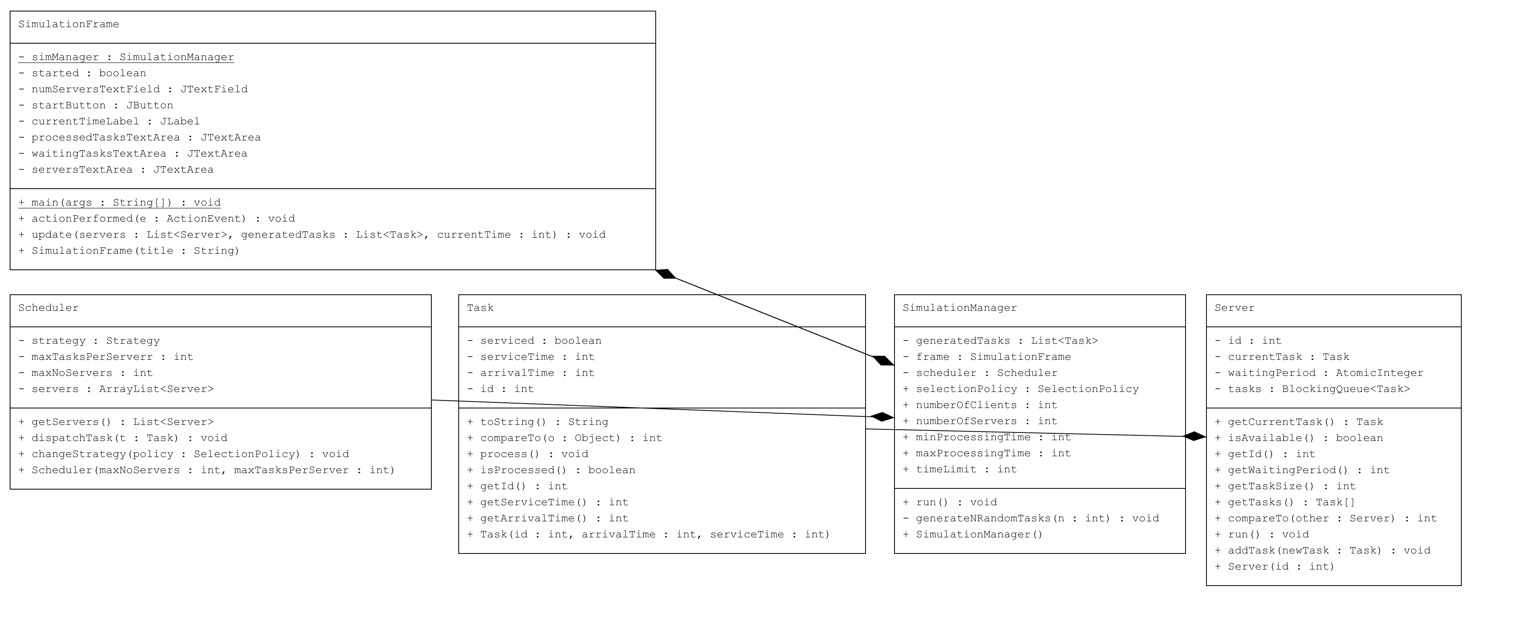 SimulationFrame
- simManager : SimulationManager
- started : boolean
- numServersTextField : JTextField
- startButton : JButton
- currentTimeLabel : JLabel
- processedTasksTextArea : JTextArea
- waitingTasksTextArea : JTextArea
- serversTextArea : JTextArea
+ main(args : String[]) : void
+ actionPerformed(e : ActionEvent) : void
+ update(servers : List<Server>, generatedTasks : List<Task>, currentTime : int) : void
+ SimulationFrame(title : String)
Scheduler
- strategy : Strategy
- maxTasksPerServerr : int
- maxNoServers : int
- servers : ArrayList<Server>
+ getServers() : List<Server>
+ dispatchTask(t : Task) : void
+ changeStrategy(policy : SelectionPolicy) : void
+ Scheduler(maxNoServers : int, maxTasksPerServer : int)
Task
- serviced : boolean
- serviceTime : int
- arrivalTime : int
- id : int
+ toString() : String
+ compareTo(o : Object) : int
+ process() : void
+ isProcessed() : boolean
+ getId() : int
+ getServiceTime() : int
+ getArrivalTime() : int
+ Task(id : int, arrivalTime : int, serviceTime : int)
SimulationManager
- generatedTasks : List<Task>
- frame : SimulationFrame
- scheduler : Scheduler
+ selectionPolicy : SelectionPolicy
+ numberOfClients : int
+ numberOfServers : int
+ minProcessingTime : int
+ maxProcessingTime : int
+ timeLimit : int
+ run() : void
- generateNRandomTasks(n : int) : void
+ SimulationManager()
Server
- id : int
- currentTask : Task
- waitingPeriod : AtomicInteger
- tasks : BlockingQueue<Task>
+ getCurrentTask() : Task
+ isAvailable() : boolean
+ getId() : int
+ getWaitingPeriod() : int
+ getTaskSize() : int
+ getTasks() : Task[]
+ compareTo(other : Server) : int
+ run() : void
+ addTask(newTask : Task) : void
+ Server(id : int)